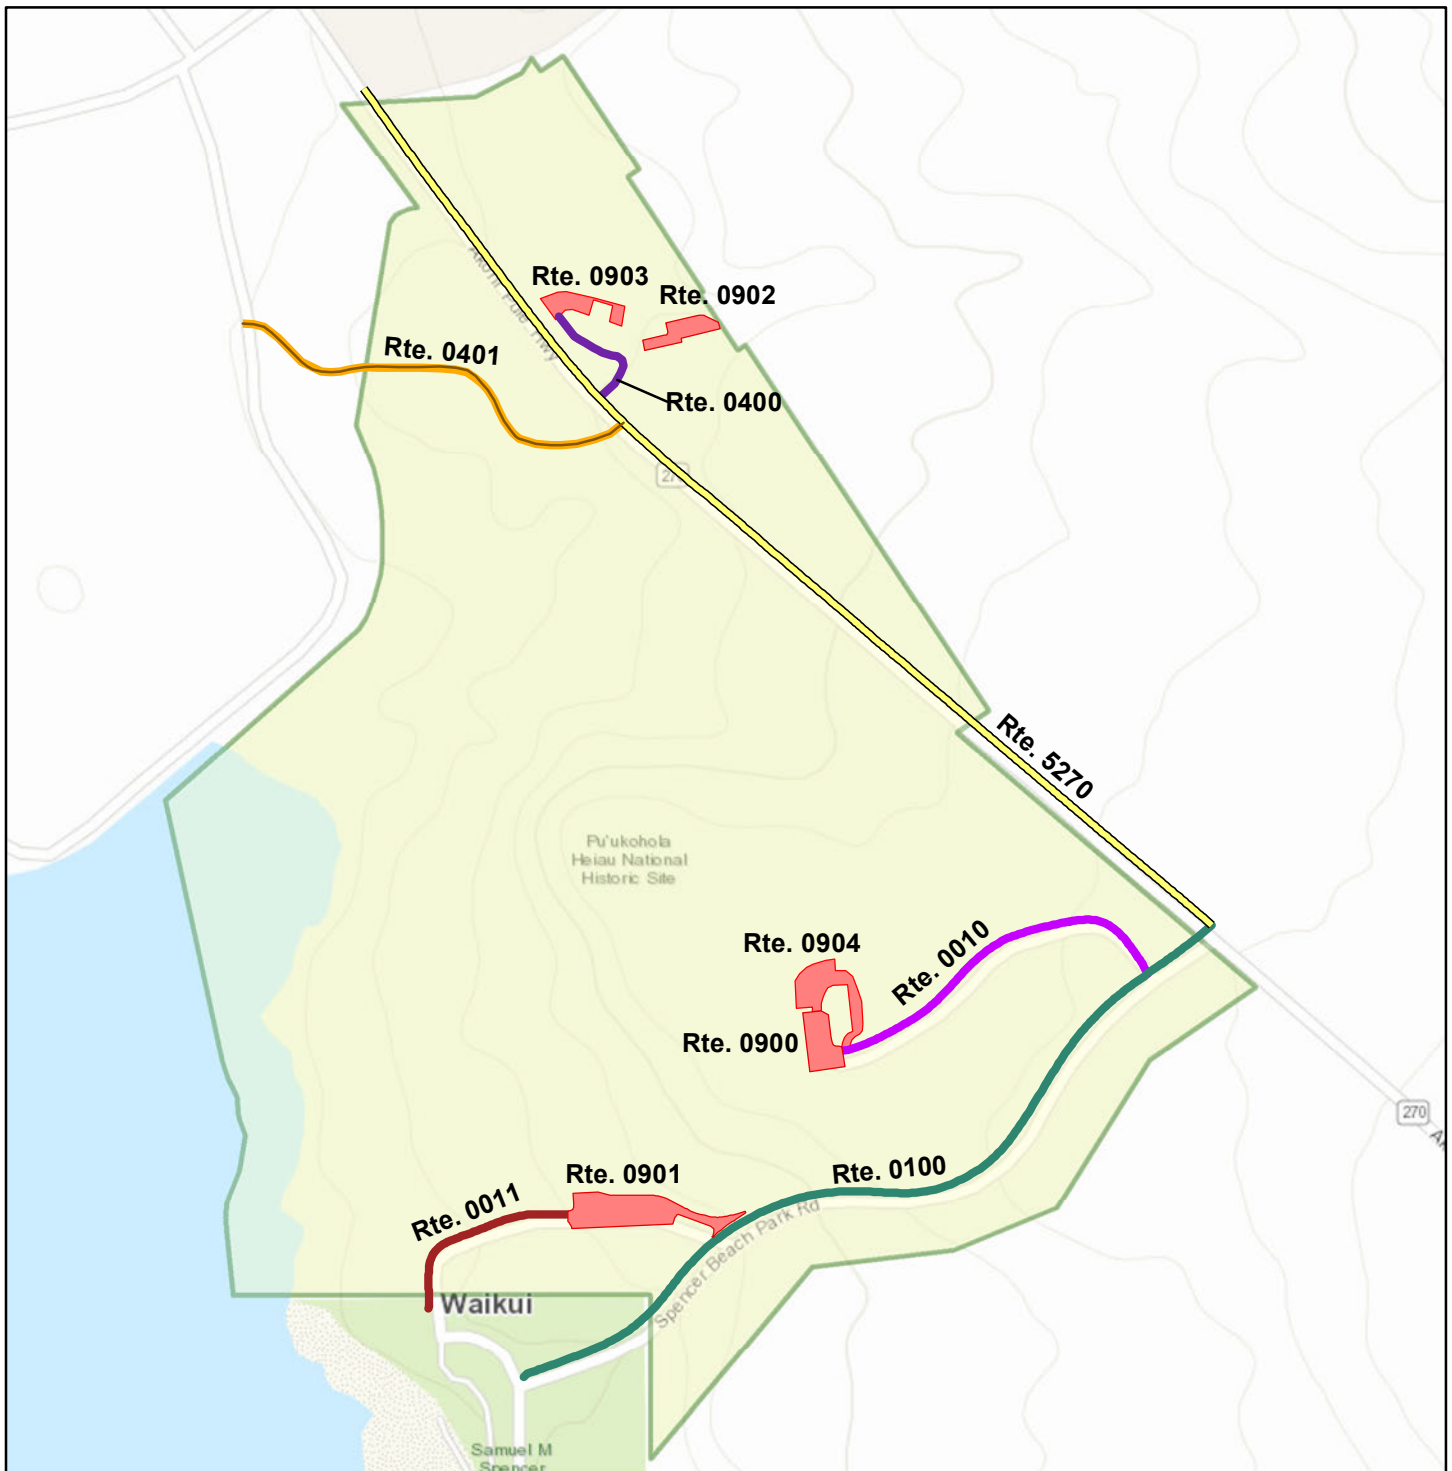 Rte. 0903
Rte. 0902
Rte. 0401
Rte. 0400
Rte. 5270
Pu'ukohola
Heiau National
Historic Site
Rte. 0904
Rte. 0010
Rte. 0900
270
Rte. 0901
Rte. 0100
Rte. 0011
Spencer Beach Park Rd
Waikui
Samuel M
Spencer